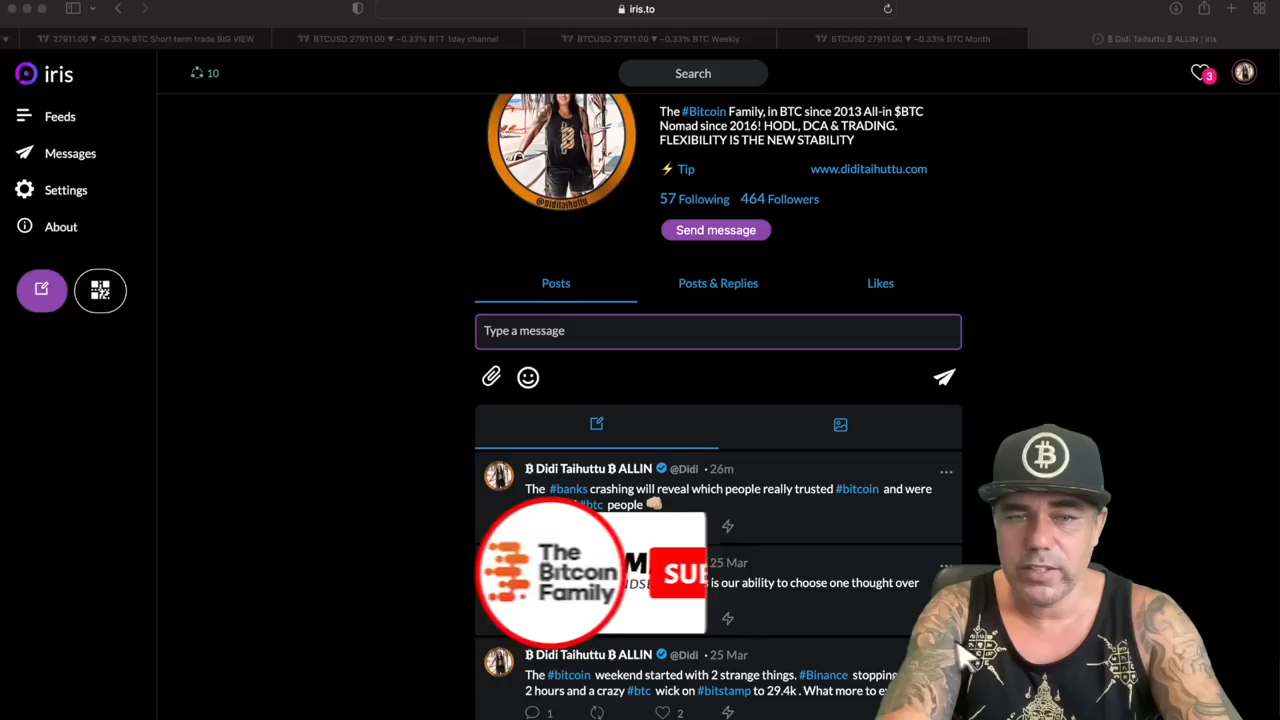 iris.to
27911.00 ▼ −0.33% BTC Short term trade BIG VIEW
BTCUSD 27911.00 ▼ −0.33% BTT 1day channel
BTCUSD 27911.00 ▼ −0.33% BTC Weekly
BTCUSD 27911.00 ▼ −0.33% BTC Month
₿ Didi Taihuttu ₿ ALLIN | iris
iris
10
Search
3
Feeds
Messages
Settings
About
The #Bitcoin Family, in BTC since 2013 All-in $BTC
Nomad since 2016! HODL, DCA & TRADING.
FLEXIBILITY IS THE NEW STABILITY
@diditaihuttu
⚡ Tip
www.diditaihuttu.com
57 Following 464 Followers
Send message
Posts
Posts & Replies
Likes
Type a message
₿ Didi Taihuttu ₿ ALLIN @Didi · 26m
The #banks crashing will reveal which people really trusted #bitcoin and were
#btc people 👊🏼
25 Mar
is our ability to choose one thought over
The
Bitcoin
Family
SUB
₿ Didi Taihuttu ₿ ALLIN @Didi · 25 Mar
The #bitcoin weekend started with 2 strange things. #Binance stopping
2 hours and a crazy #btc wick on #bitstamp to 29.4k . What more to
1
2